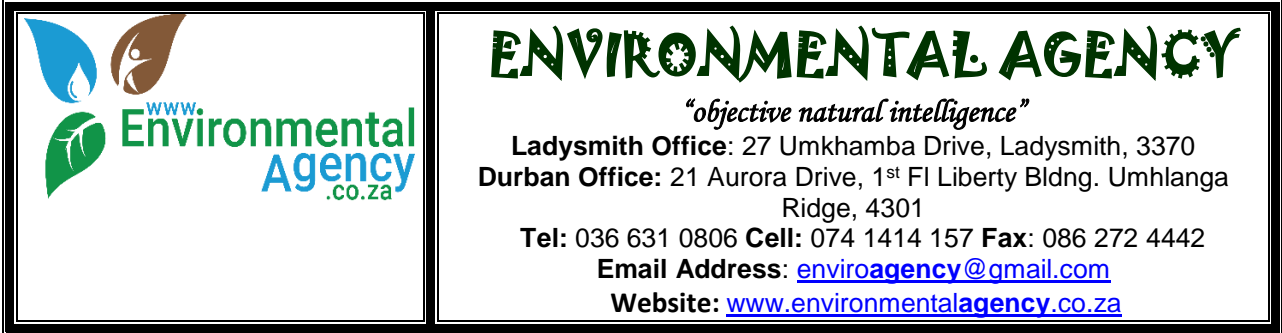 www.
Environmental
Agency
.co.za
ENVIRONMENTAL AGENCY
“objective natural intelligence”
Ladysmith Office: 27 Umkhamba Drive, Ladysmith, 3370
Durban Office: 21 Aurora Drive, 1st Fl Liberty Bldng. Umhlanga
Ridge, 4301
Tel: 036 631 0806 Cell: 074 1414 157 Fax: 086 272 4442
Email Address: enviroagency@gmail.com
Website: www.environmentalagency.co.za